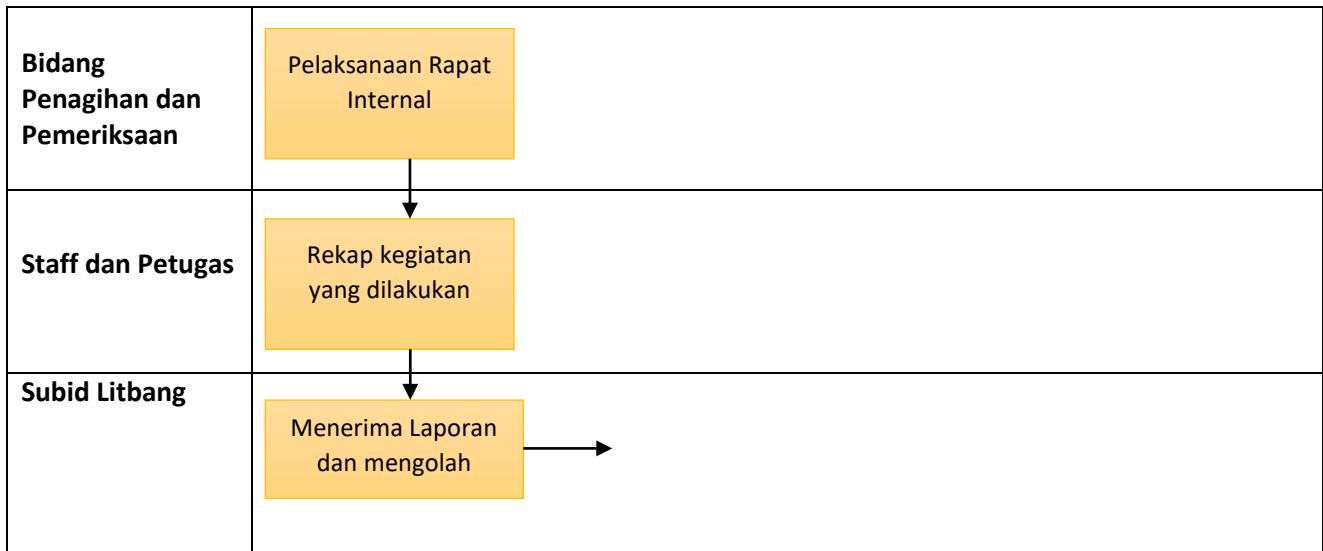 Bidang
Penagihan dan
Pemeriksaan
Pelaksanaan Rapat
Internal
Staff dan Petugas
Rekap kegiatan
yang dilakukan
Subid Litbang
Menerima Laporan
dan mengolah